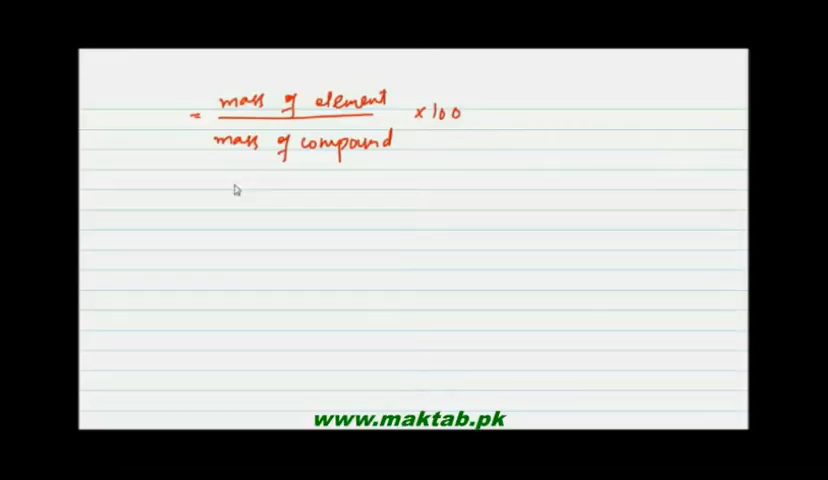 = mass of element
mass of compound × 100
www.maktab.pk